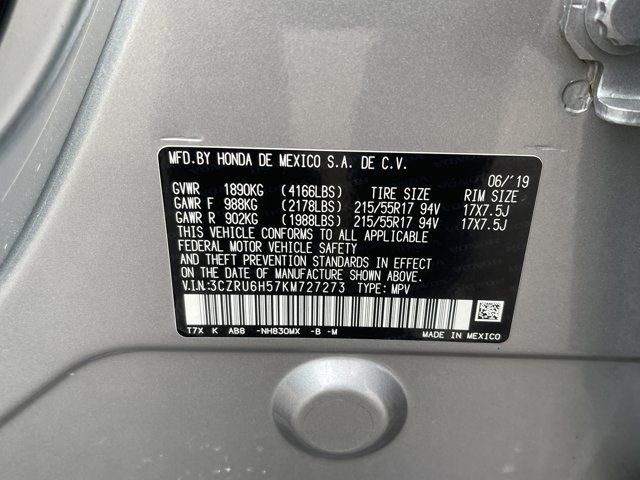 MFD.BY HONDA DE MEXICO S.A. DE C.V.
06/'19
GVWR 1890KG (4166LBS) TIRE SIZE RIM SIZE
GAWR F 988KG (2178LBS) 215/55R17 94V 17X7.5J
GAWR R 902KG (1988LBS) 215/55R17 94V 17X7.5J
THIS VEHICLE CONFORMS TO ALL APPLICABLE
FEDERAL MOTOR VEHICLE SAFETY
AND THEFT PREVENTION STANDARDS IN EFFECT
ON THE DATE OF MANUFACTURE SHOWN ABOVE.
V.I.N:3CZRU6H57KM727273 TYPE: MPV
T7X K AB8 -NH830MX -B -M MADE IN MEXICO